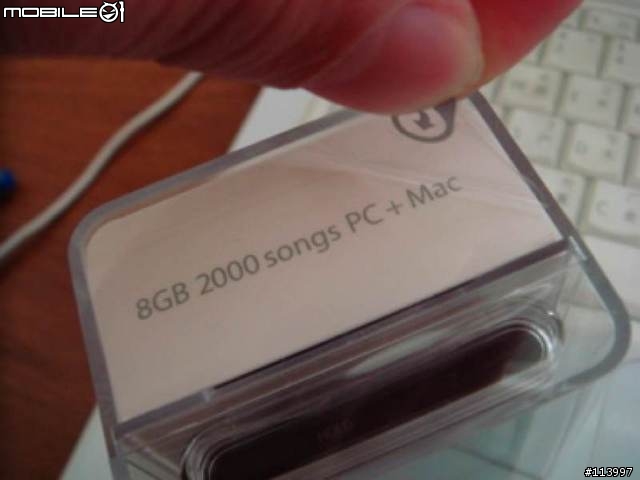 MOBILE01
8GB 2000 songs PC + Mac
#113997